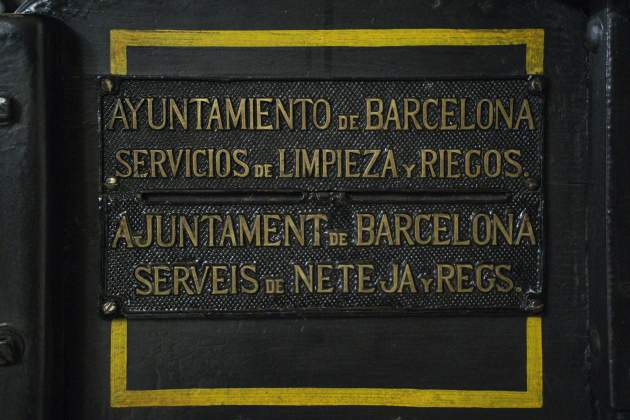 AYUNTAMIENTO DE BARCELONA
SERVICIOS DE LIMPIEZA Y RIEGOS.
AJUNTAMENT DE BARCELONA
SERVEIS DE NETEJA Y REGS.